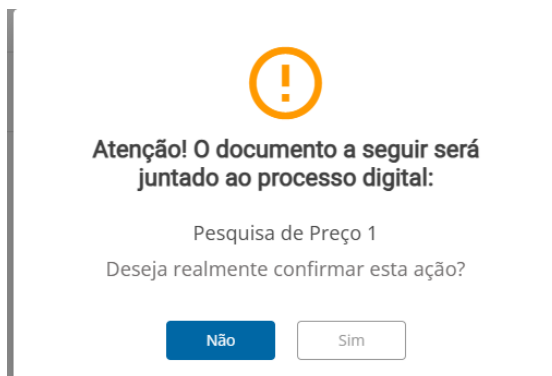 Atenção! O documento a seguir será
juntado ao processo digital:
Pesquisa de Preço 1
Deseja realmente confirmar esta ação?
Não
Sim